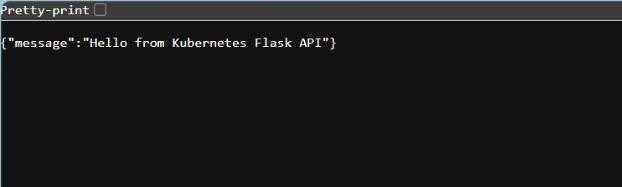 Pretty-print
{"message":"Hello from Kubernetes Flask API"}